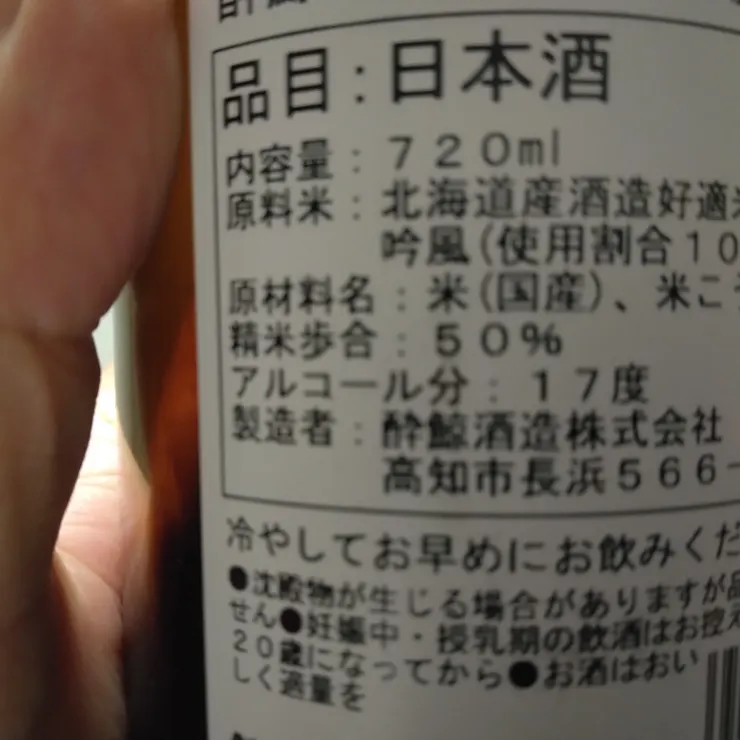 品目:日本酒
内容量:720ml
原料米:北海道産酒造好適米
吟風(使用割合10
原材料名:米(国産)、米こう
精米歩合:50%
アルコール分:17度
製造者:酔鯨酒造株式会社
高知市長浜566-
冷やしてお早めにお飲みくだ
●沈殿物が生じる場合がありますが品
せん●妊娠中・授乳期の飲酒はお控え
20歳になってから●お酒はおい
しく適量を